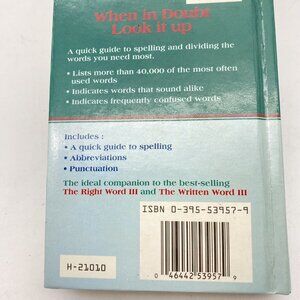 When in Doubt
Look it up
A quick guide to spelling and dividing the
words you need most.
• Lists more than 40,000 of the most often
used words
• Indicates words that sound alike
• Indicates frequently confused words
Includes :
• A quick guide to spelling
• Abbreviations
• Punctuation
The ideal companion to the best-selling
The Right Word III and The Written Word III
ISBN 0-395-53957-9
H-21010
0 46442 53957 9